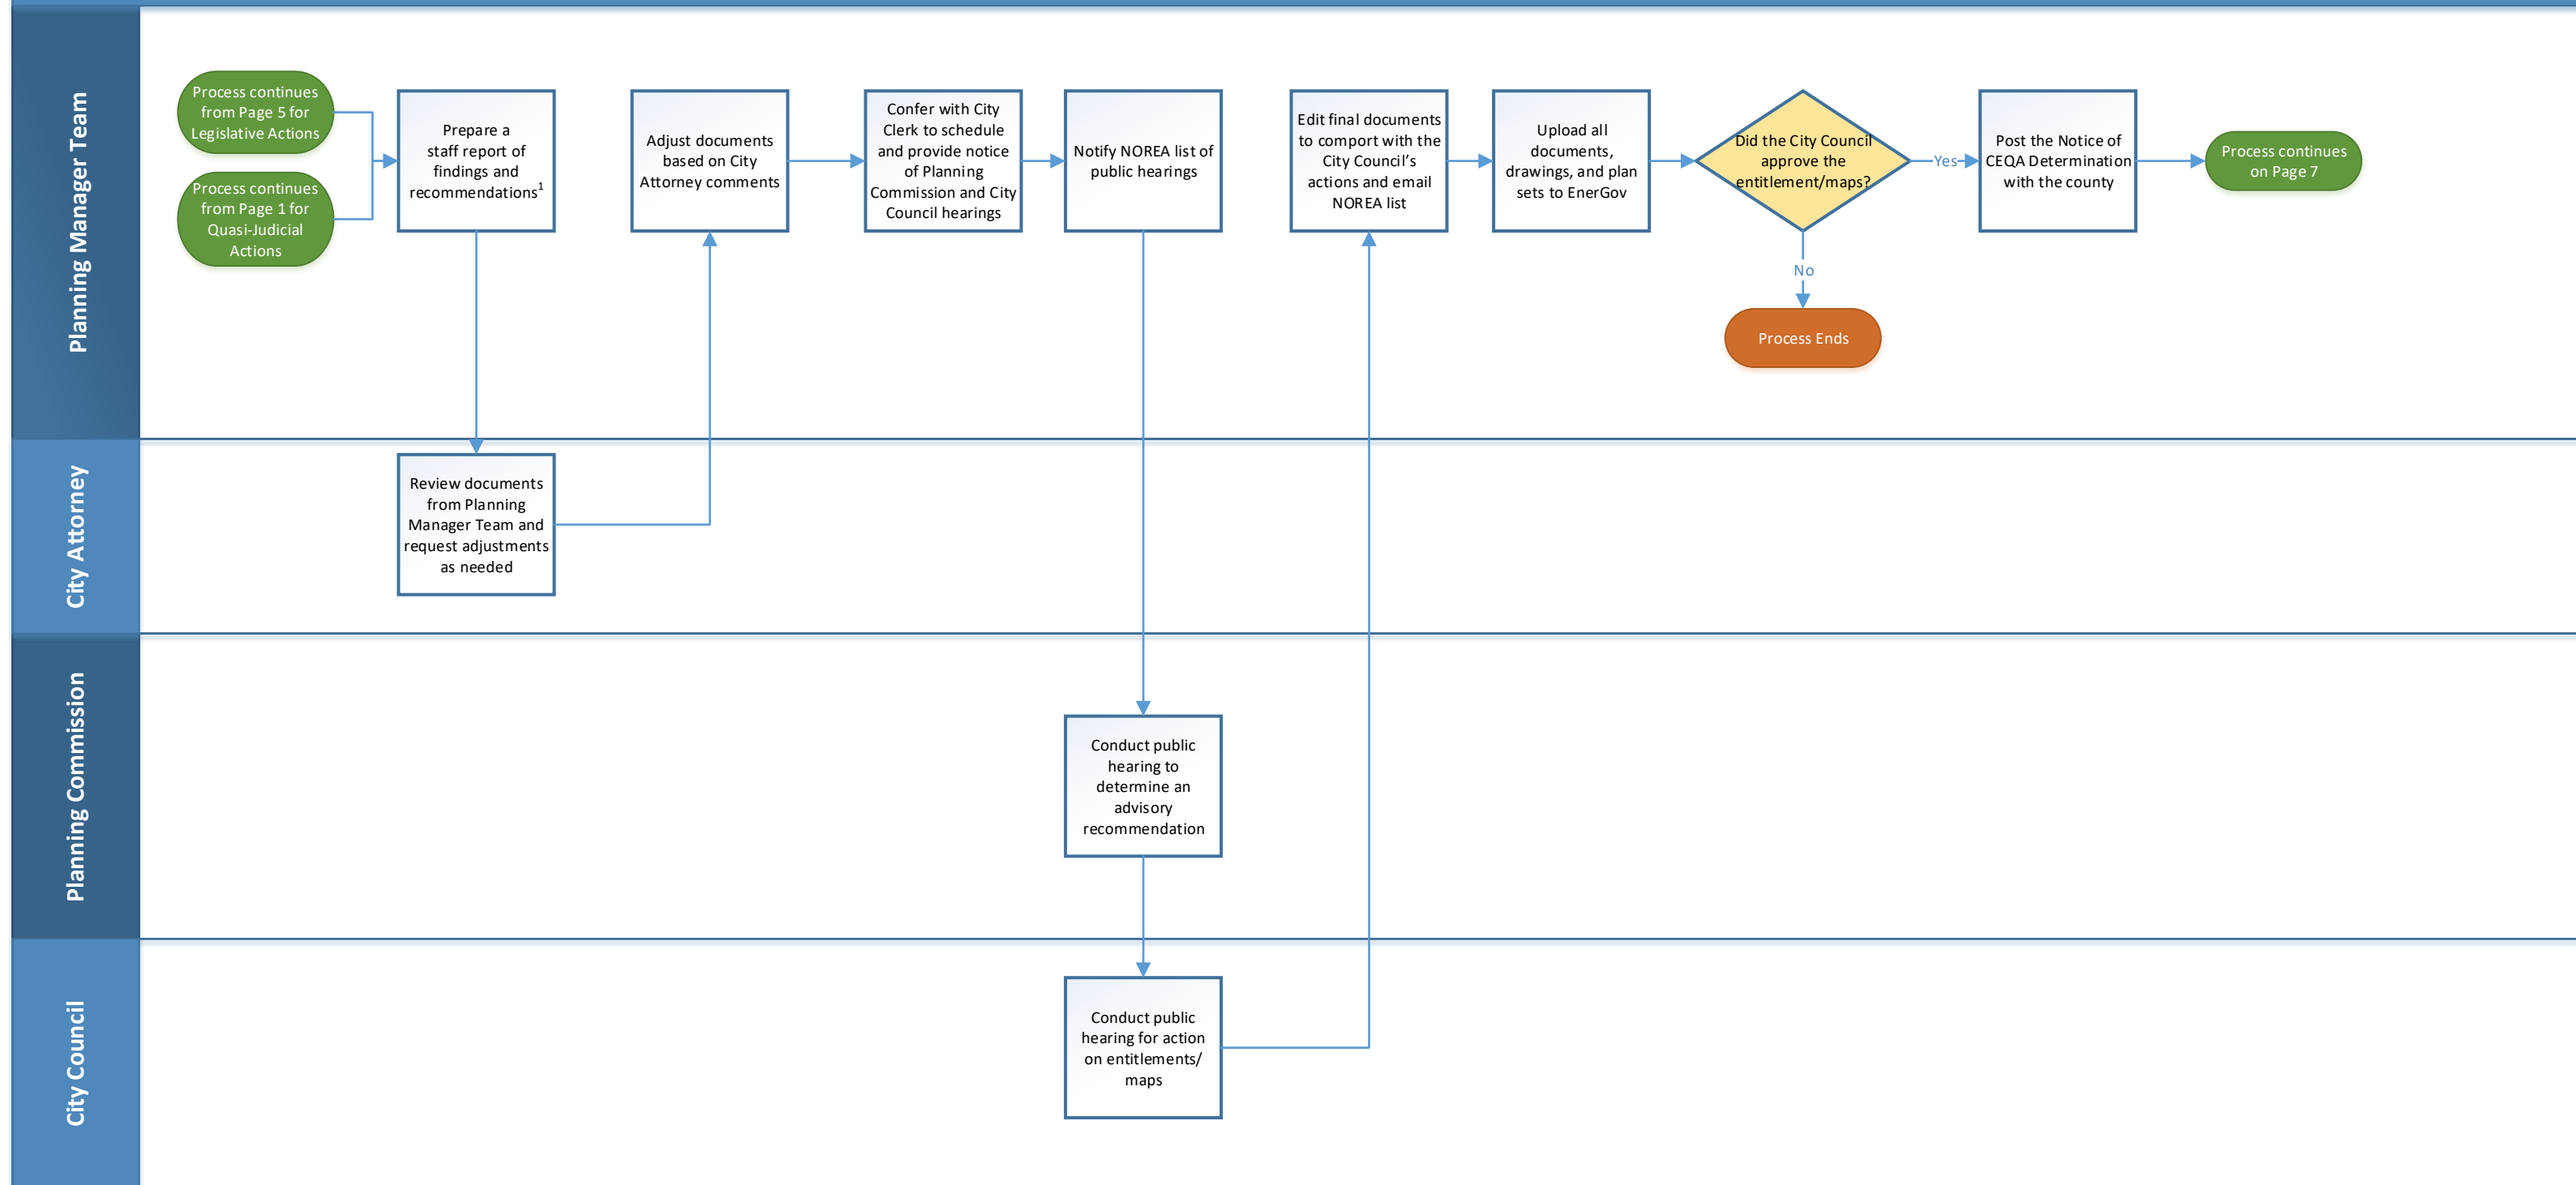 Planning Manager Team
Process continues
from Page 5 for
Legislative Actions
Process continues
from Page 1 for
Quasi-Judicial
Actions
Prepare a
staff report of
findings and
recommendations1
Adjust documents
based on City
Attorney comments
Confer with City
Clerk to schedule
and provide notice
of Planning
Commission and City
Council hearings
Notify NOREA list of
public hearings
Edit final documents
to comport with the
City Council’s
actions and email
NOREA list
Upload all
documents,
drawings, and plan
sets to EnerGov
Did the City Council
approve the
entitlement/maps?
Yes
Post the Notice of
CEQA Determination
with the county
Process continues
on Page 7
No
Process Ends
City Attorney
Review documents
from Planning
Manager Team and
request adjustments
as needed
Planning Commission
Conduct public
hearing to
determine an
advisory
recommendation
City Council
Conduct public
hearing for action
on entitlements/
maps